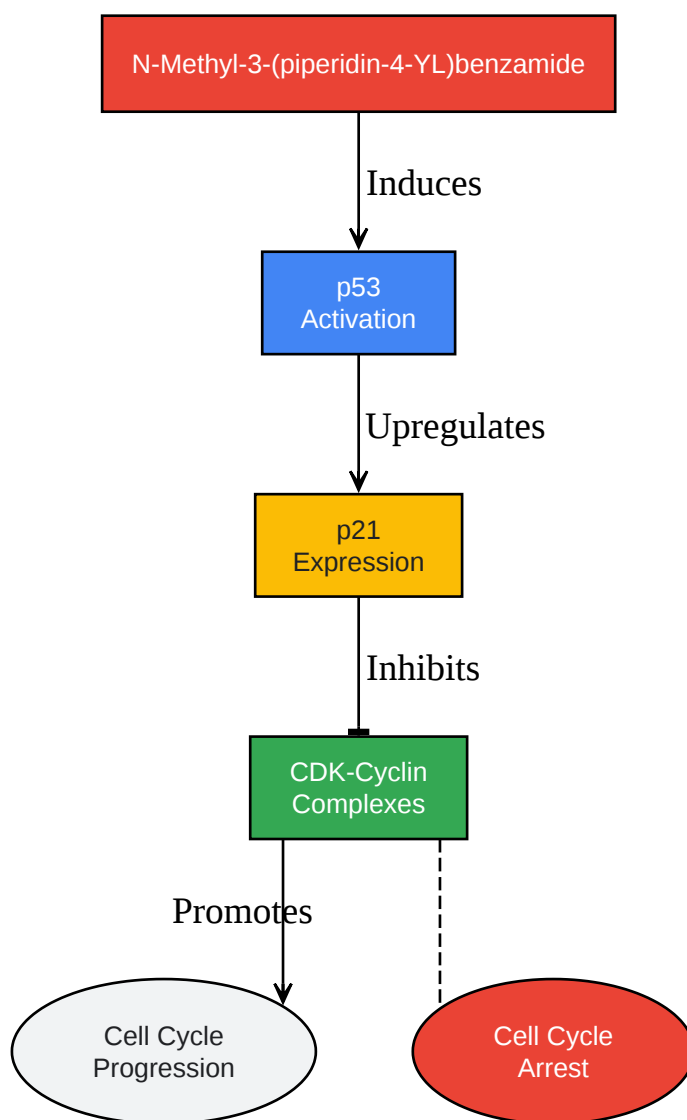 N-Methyl-3-(piperidin-4-YL)benzamide
Induces
p53
Activation
Upregulates
p21
Expression
Inhibits
CDK-Cyclin
Complexes
Promotes
Cell Cycle
Progression
Cell Cycle
Arrest